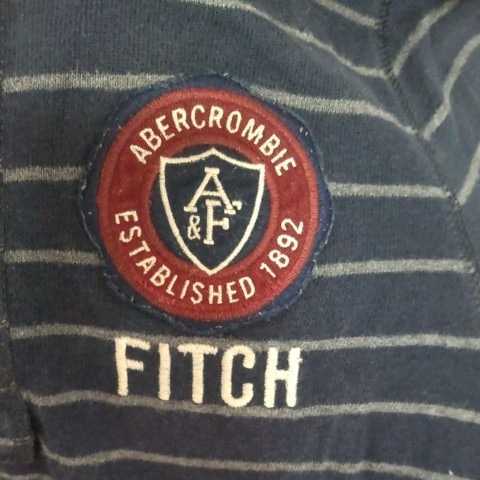 ABERCROMBIE
A
&F
ESTABLISHED 1892
FITCH